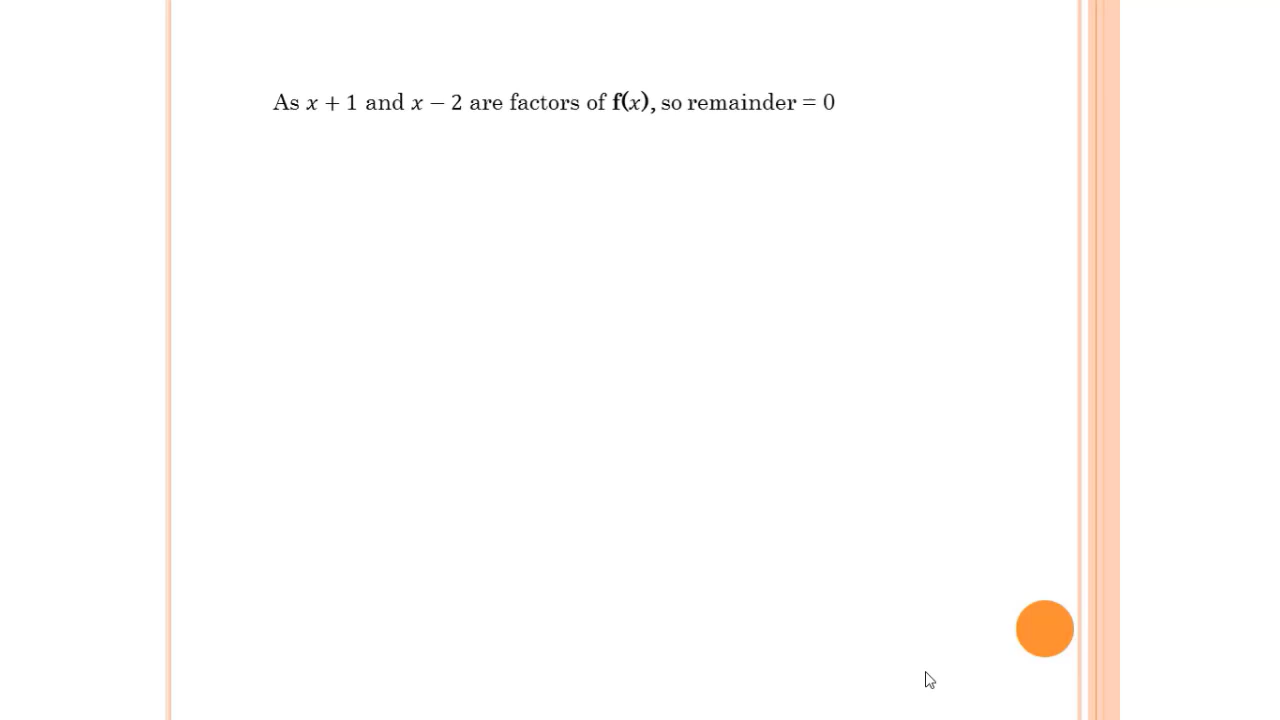 As x + 1 and x − 2 are factors of f(x), so remainder = 0